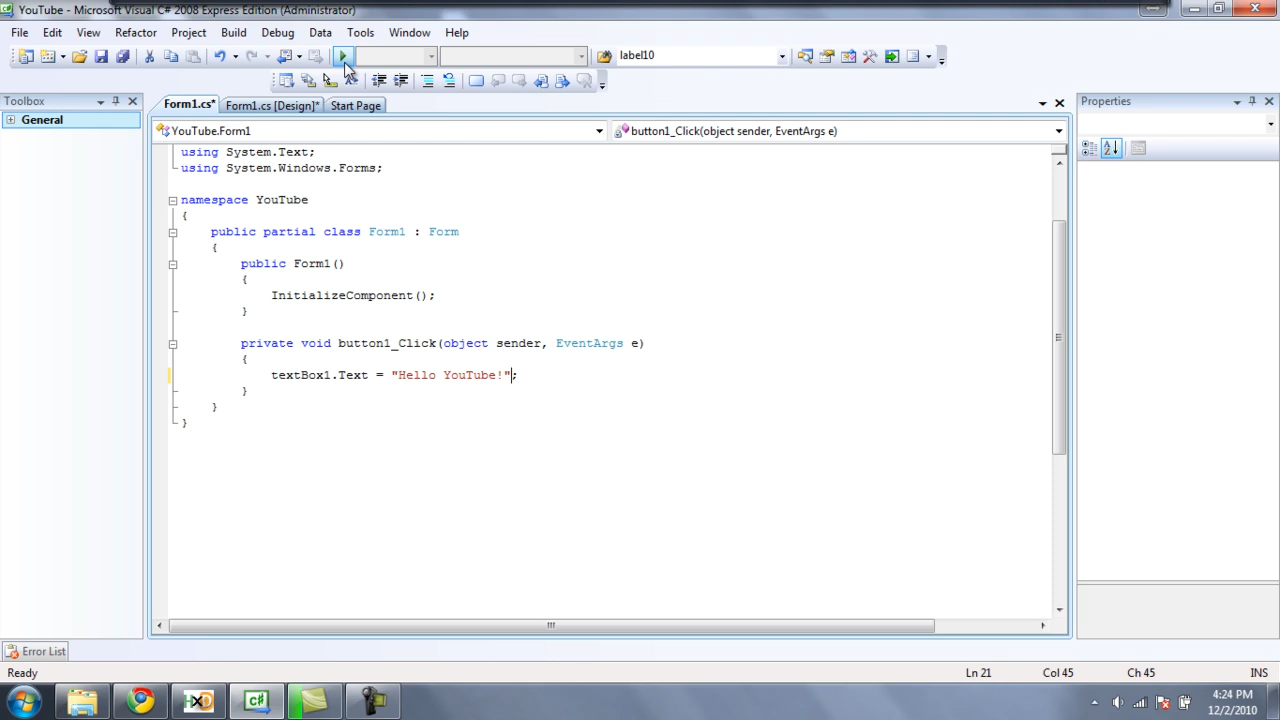 YouTube - Microsoft Visual C# 2008 Express Edition (Administrator)
File Edit View Refactor Project Build Debug Data Tools Window Help
label10
Toolbox
General
Form1.cs* Form1.cs [Design]* Start Page
YouTube.Form1
button1_Click(object sender, EventArgs e)
using System.Text;
using System.Windows.Forms;
namespace YouTube
{
public partial class Form1 : Form
{
public Form1()
{
InitializeComponent();
}
private void button1_Click(object sender, EventArgs e)
{
textBox1.Text = "Hello YouTube!";
}
}
}
Properties
Error List
Ready
Ln 21 Col 45 Ch 45 INS
4:24 PM
12/2/2010